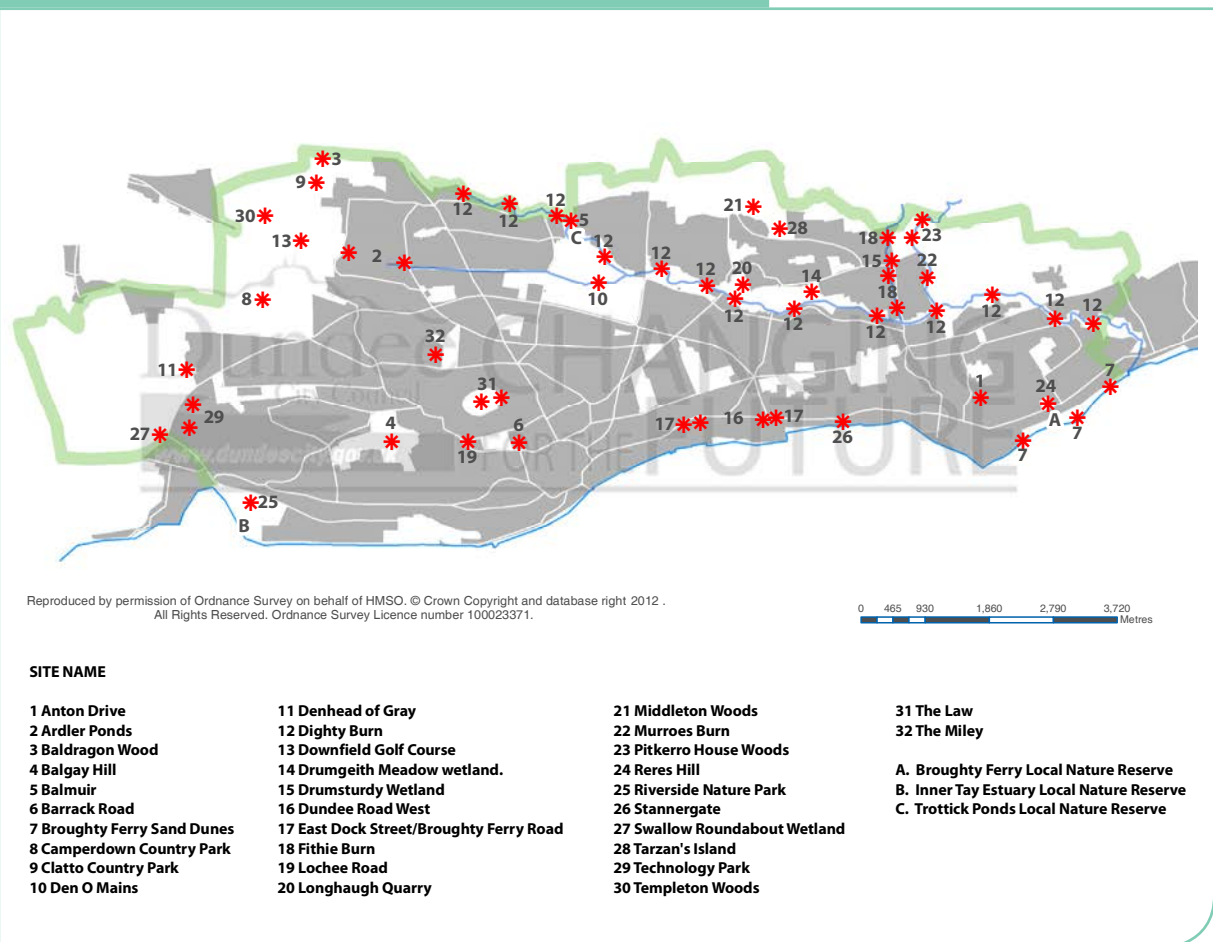 3
9
30
13
2
8
12
12
12
5
C
12
10
12
12
20
12
21
28
14
12
18
23
15
22
18
12
12
12
12
12
32
11
31
29
27
4
19
6
17
16
17
26
1
24
A
7
7
7
25
B
Dundee
City Council
www.dundeecity.gov.uk
CHANGING
FOR THE
FUTURE
Reproduced by permission of Ordnance Survey on behalf of HMSO. © Crown Copyright and database right 2012 .
All Rights Reserved. Ordnance Survey Licence number 100023371.
0 465 930 1,860 2,790 3,720
Metres
SITE NAME
1 Anton Drive
2 Ardler Ponds
3 Baldragon Wood
4 Balgay Hill
5 Balmuir
6 Barrack Road
7 Broughty Ferry Sand Dunes
8 Camperdown Country Park
9 Clatto Country Park
10 Den O Mains
11 Denhead of Gray
12 Dighty Burn
13 Downfield Golf Course
14 Drumgeith Meadow wetland.
15 Drumsturdy Wetland
16 Dundee Road West
17 East Dock Street/Broughty Ferry Road
18 Fithie Burn
19 Lochee Road
20 Longhaugh Quarry
21 Middleton Woods
22 Murroes Burn
23 Pitkerro House Woods
24 Reres Hill
25 Riverside Nature Park
26 Stannergate
27 Swallow Roundabout Wetland
28 Tarzan's Island
29 Technology Park
30 Templeton Woods
31 The Law
32 The Miley
A. Broughty Ferry Local Nature Reserve
B. Inner Tay Estuary Local Nature Reserve
C. Trottick Ponds Local Nature Reserve